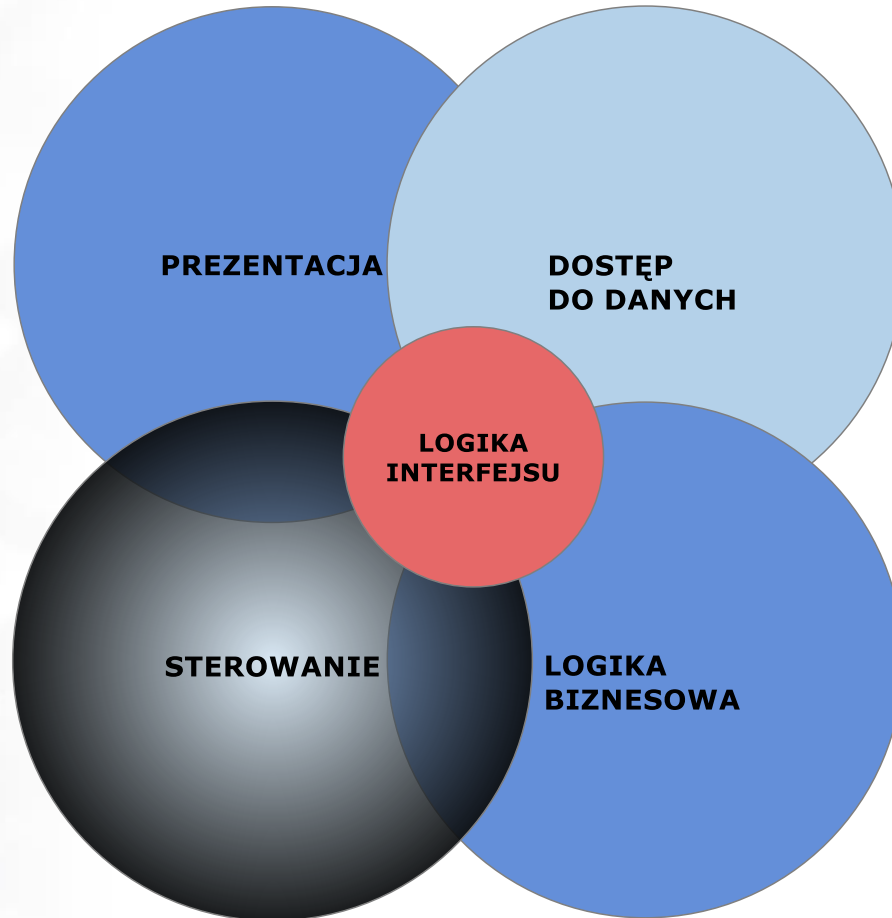 PREZENTACJA
DOSTĘP
DO DANYCH
LOGIKA
INTERFEJSU
STEROWANIE
LOGIKA
BIZNESOWA